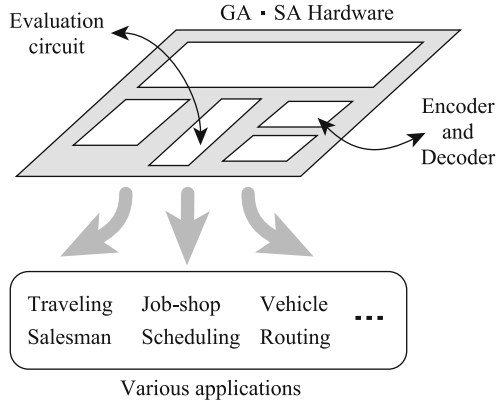 GA・SA Hardware
Evaluation
circuit
Encoder
and
Decoder
Traveling Job-shop Vehicle
Salesman Scheduling Routing
...
Various applications